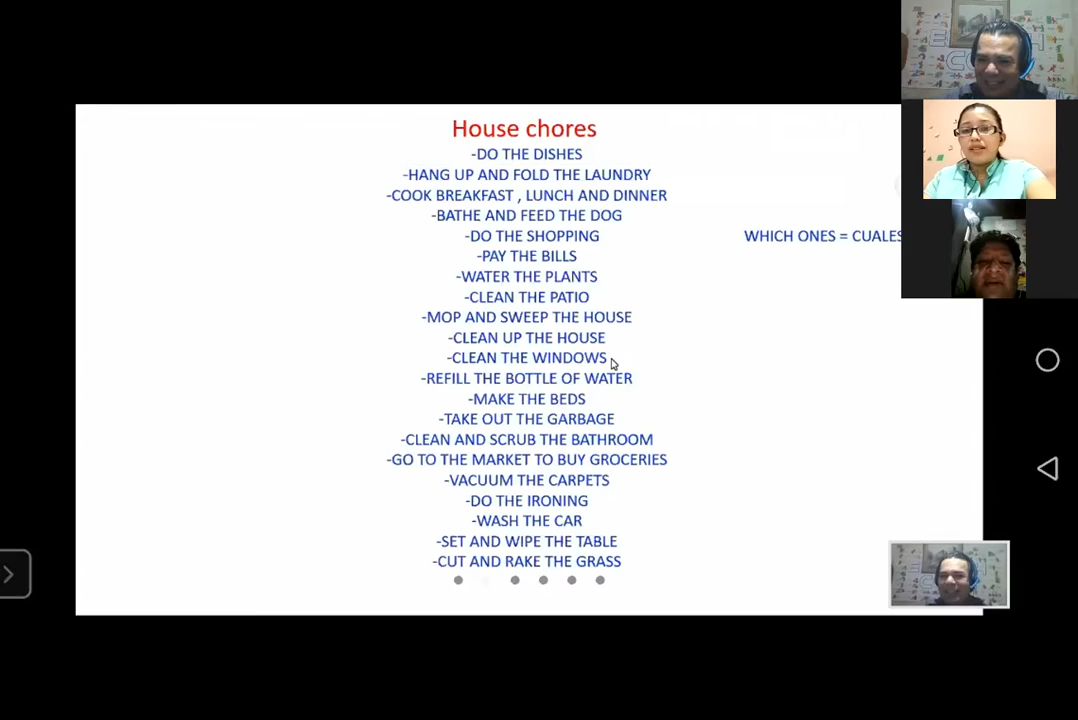 House chores
-DO THE DISHES
-HANG UP AND FOLD THE LAUNDRY
-COOK BREAKFAST , LUNCH AND DINNER
-BATHE AND FEED THE DOG
-DO THE SHOPPING
WHICH ONES = CUALES
-PAY THE BILLS
-WATER THE PLANTS
-CLEAN THE PATIO
-MOP AND SWEEP THE HOUSE
-CLEAN UP THE HOUSE
-CLEAN THE WINDOWS
-REFILL THE BOTTLE OF WATER
-MAKE THE BEDS
-TAKE OUT THE GARBAGE
-CLEAN AND SCRUB THE BATHROOM
-GO TO THE MARKET TO BUY GROCERIES
-VACUUM THE CARPETS
-DO THE IRONING
-WASH THE CAR
-SET AND WIPE THE TABLE
-CUT AND RAKE THE GRASS